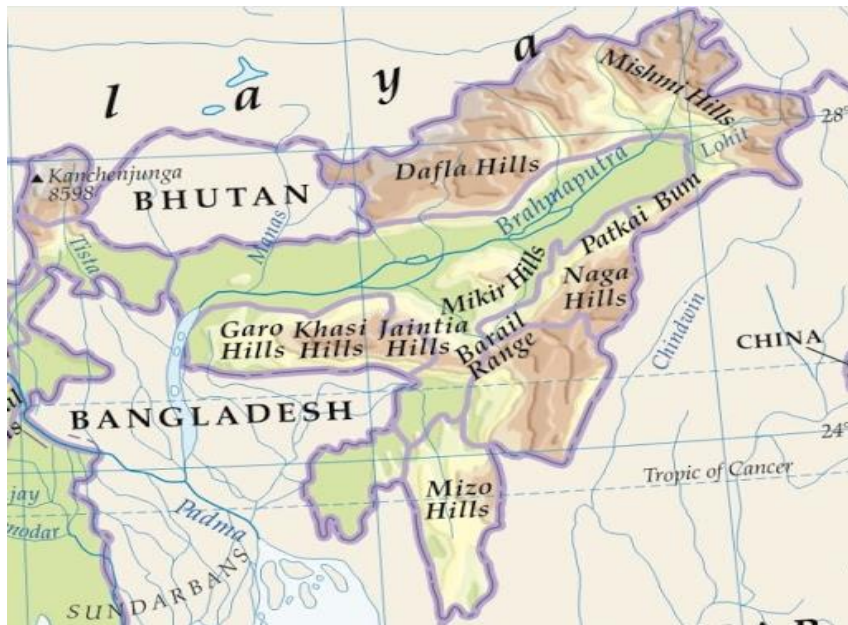 l a y a
Mishmi Hills
28°
Lohit
Kanchenjunga
8598
Dafla Hills
BHUTAN
Brahmaputra
Manas
Tista
Patkai Bum
Naga
Hills
Mikir Hills
Garo Khasi Jaintia
Hills Hills Hills
Barail
Range
Chindwin
CHINA
BANGLADESH
24°
Tropic of Cancer
Mizo
Hills
Padma
SUNDARBANS